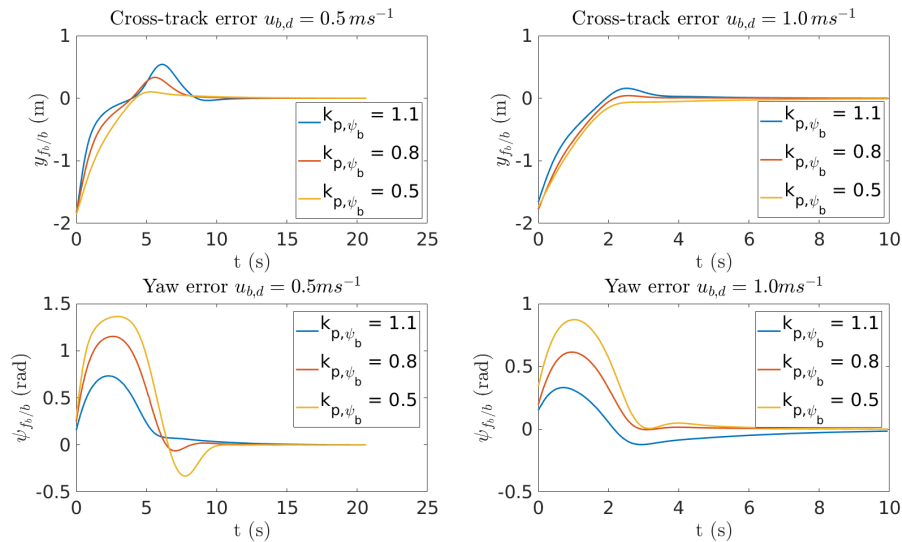 Cross-track error $u_{b,d} = 0.5\,ms^{-1}$
1
0
-1
-2
$y_{f_b/b}$ (m)
k_{p,ψ_b} = 1.1
k_{p,ψ_b} = 0.8
k_{p,ψ_b} = 0.5
0 5 10 15 20 25
t (s)
Cross-track error $u_{b,d} = 1.0\,ms^{-1}$
1
0
-1
-2
$y_{f_b/b}$ (m)
k_{p,ψ_b} = 1.1
k_{p,ψ_b} = 0.8
k_{p,ψ_b} = 0.5
0 2 4 6 8 10
t (s)
Yaw error $u_{b,d} = 0.5ms^{-1}$
1.5
1
0.5
0
-0.5
$ψ_{f_b/b}$ (rad)
k_{p,ψ_b} = 1.1
k_{p,ψ_b} = 0.8
k_{p,ψ_b} = 0.5
0 5 10 15 20 25
t (s)
Yaw error $u_{b,d} = 1.0ms^{-1}$
1
0.5
0
-0.5
$ψ_{f_b/b}$ (rad)
k_{p,ψ_b} = 1.1
k_{p,ψ_b} = 0.8
k_{p,ψ_b} = 0.5
0 2 4 6 8 10
t (s)